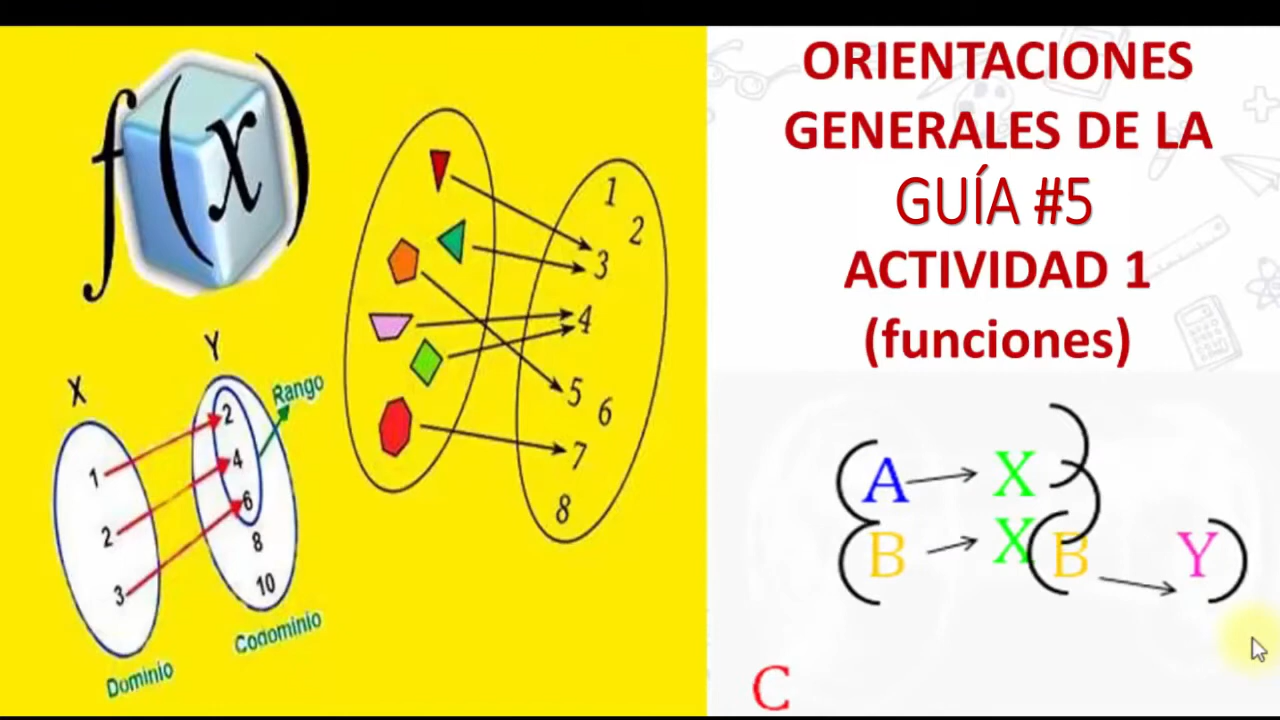 f(x)
1
2
3
4
5
6
7
8
X
Y
Rango
1
2
3
2
4
6
8
10
Dominio
Codominio
ORIENTACIONES
GENERALES DE LA
GUÍA #5
ACTIVIDAD 1
(funciones)
(A → X)
(B → X) (B → Y)
C